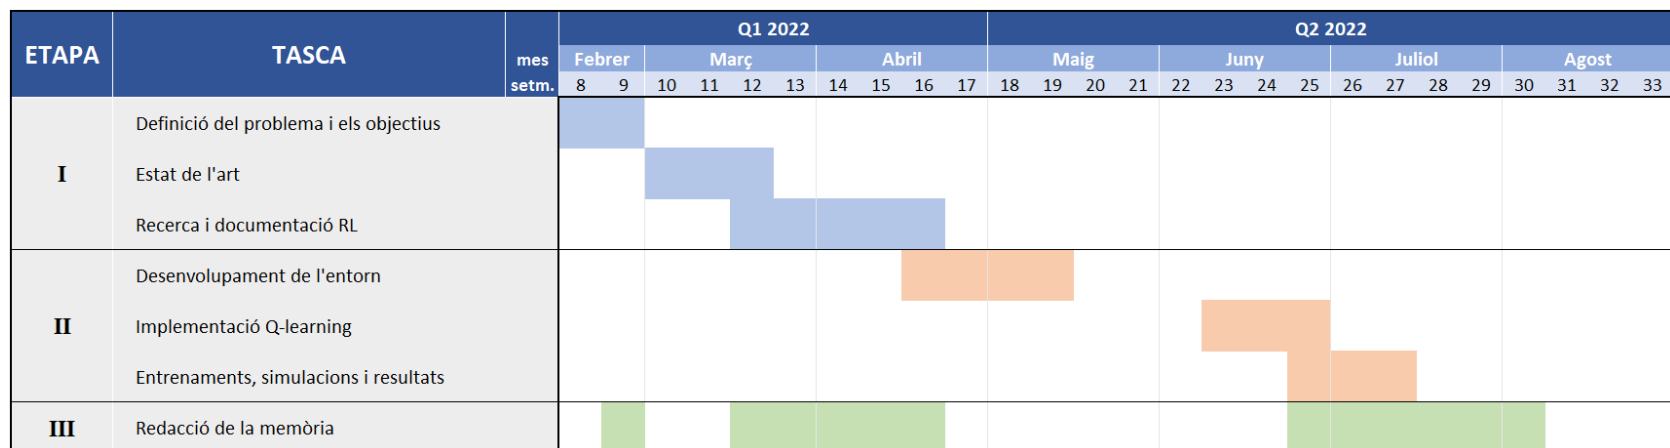 Q1 2022 Q2 2022
ETAPA TASCA mes Febrer Març Abril Maig Juny Juliol Agost
setm. 8 9 10 11 12 13 14 15 16 17 18 19 20 21 22 23 24 25 26 27 28 29 30 31 32 33
Definició del problema i els objectius
I Estat de l'art
Recerca i documentació RL
Desenvolupament de l'entorn
II Implementació Q-learning
Entrenaments, simulacions i resultats
III Redacció de la memòria